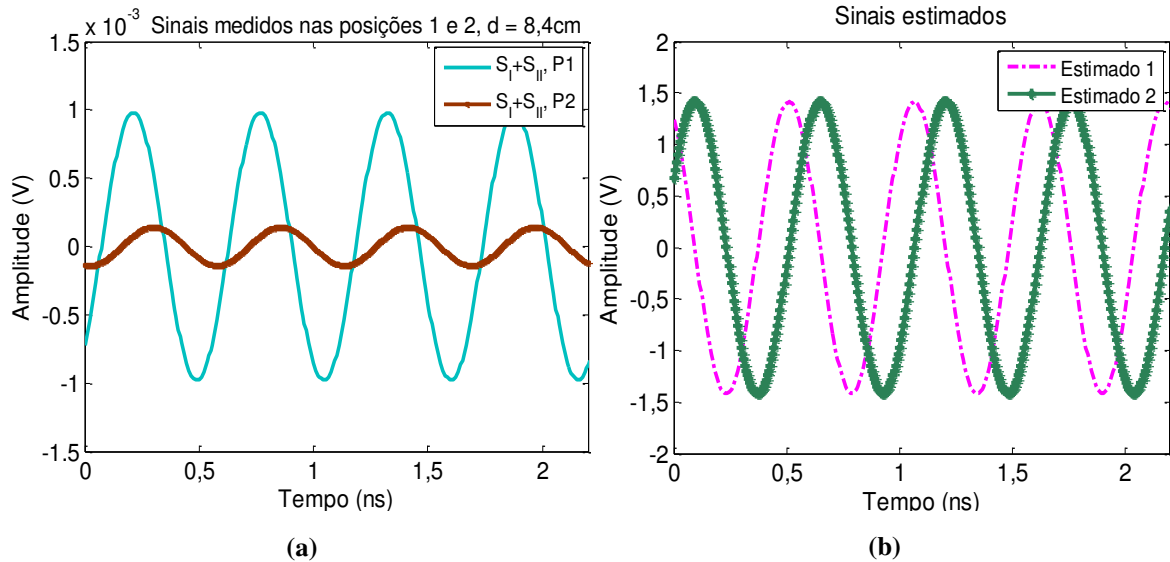 x 10⁻³
Sinais medidos nas posições 1 e 2, d = 8,4cm
1.5
1
0.5
0
-0.5
-1
-1.5
Amplitude (V)
S_I+S_II, P1
S_I+S_II, P2
0
0,5
1
1,5
2
Tempo (ns)
(a)
Sinais estimados
2
1,5
1
0,5
0
-0,5
-1
-1,5
-2
Amplitude (V)
Estimado 1
Estimado 2
0
0,5
1
1,5
2
Tempo (ns)
(b)